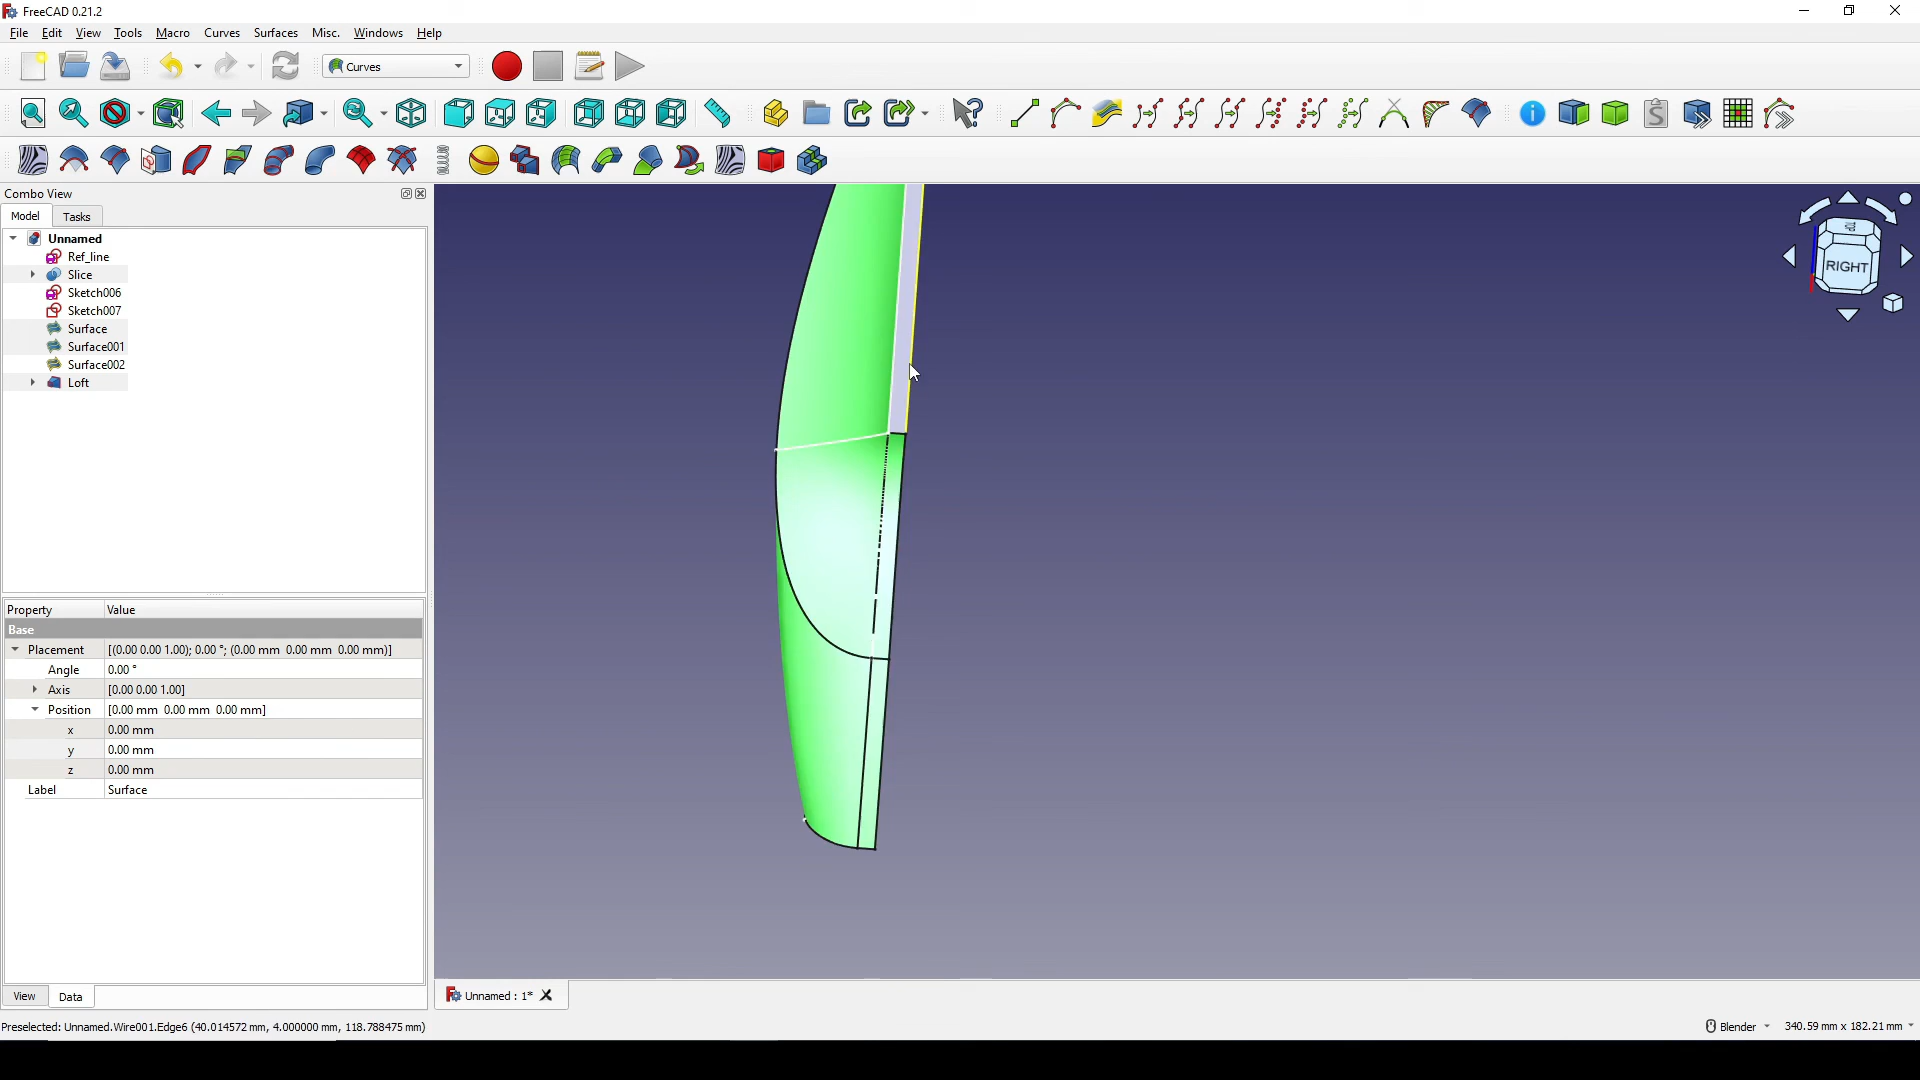 FreeCAD 0.21.2
File Edit View Tools Macro Curves Surfaces Misc. Windows Help
Curves
Combo View
Model Tasks
Unnamed
Ref_line
Slice
Sketch006
Sketch007
Surface
Surface001
Surface002
Loft
RIGHT
Property Value
Base
Placement [(0.00 0.00 1.00); 0.00 °; (0.00 mm 0.00 mm 0.00 mm)]
Angle 0.00 °
Axis [0.00 0.00 1.00]
Position [0.00 mm 0.00 mm 0.00 mm]
x 0.00 mm
y 0.00 mm
z 0.00 mm
Label Surface
View Data
Unnamed : 1*
Preselected: Unnamed.Wire001.Edge6 (40.014572 mm, 4.000000 mm, 118.788475 mm)
Blender 340.59 mm x 182.21 mm